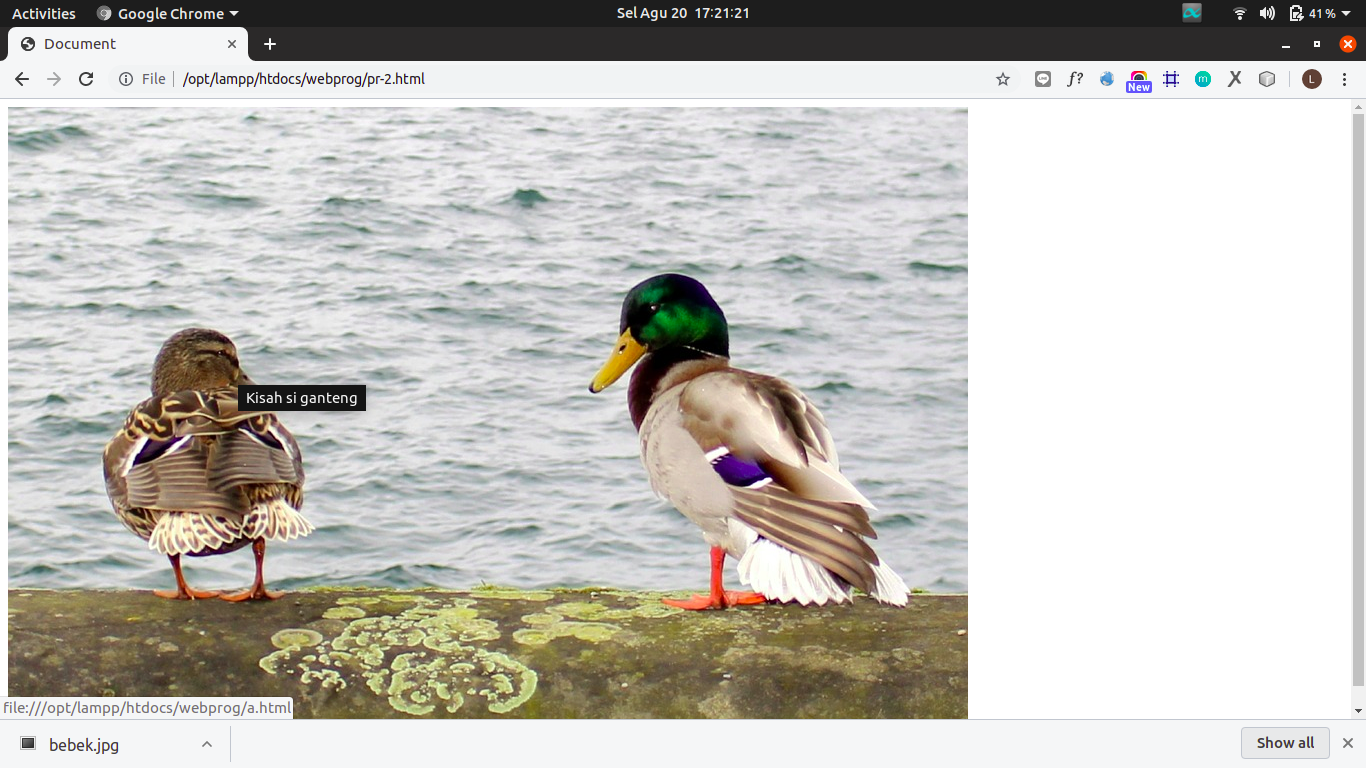 Activities Google Chrome Sel Agu 20 17:21:21 41%
Document
File /opt/lampp/htdocs/webprog/pr-2.html f? New m X L
Kisah si ganteng
file:///opt/lampp/htdocs/webprog/a.html
bebek.jpg Show all